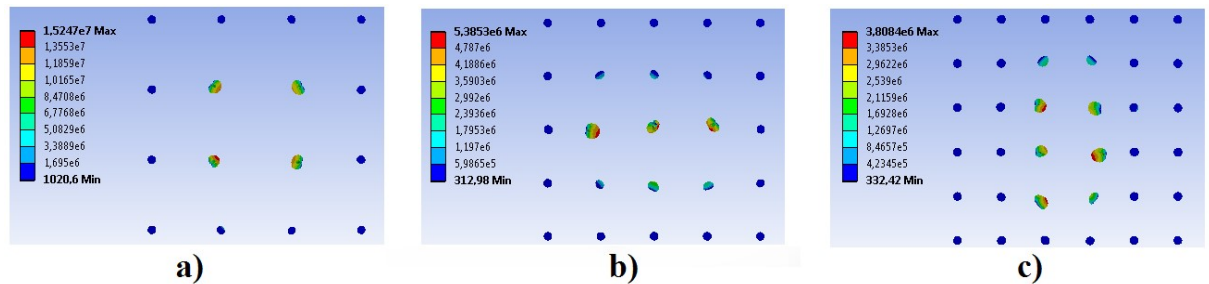 1,5247e7 Max
1,3553e7
1,1859e7
1,0165e7
8,4708e6
6,7768e6
5,0829e6
3,3889e6
1,695e6
1020,6 Min
a)
5,3853e6 Max
4,787e6
4,1886e6
3,5903e6
2,992e6
2,3936e6
1,7953e6
1,197e6
5,9865e5
312,98 Min
b)
3,8084e6 Max
3,3853e6
2,9622e6
2,539e6
2,1159e6
1,6928e6
1,2697e6
8,4657e5
4,2345e5
332,42 Min
c)